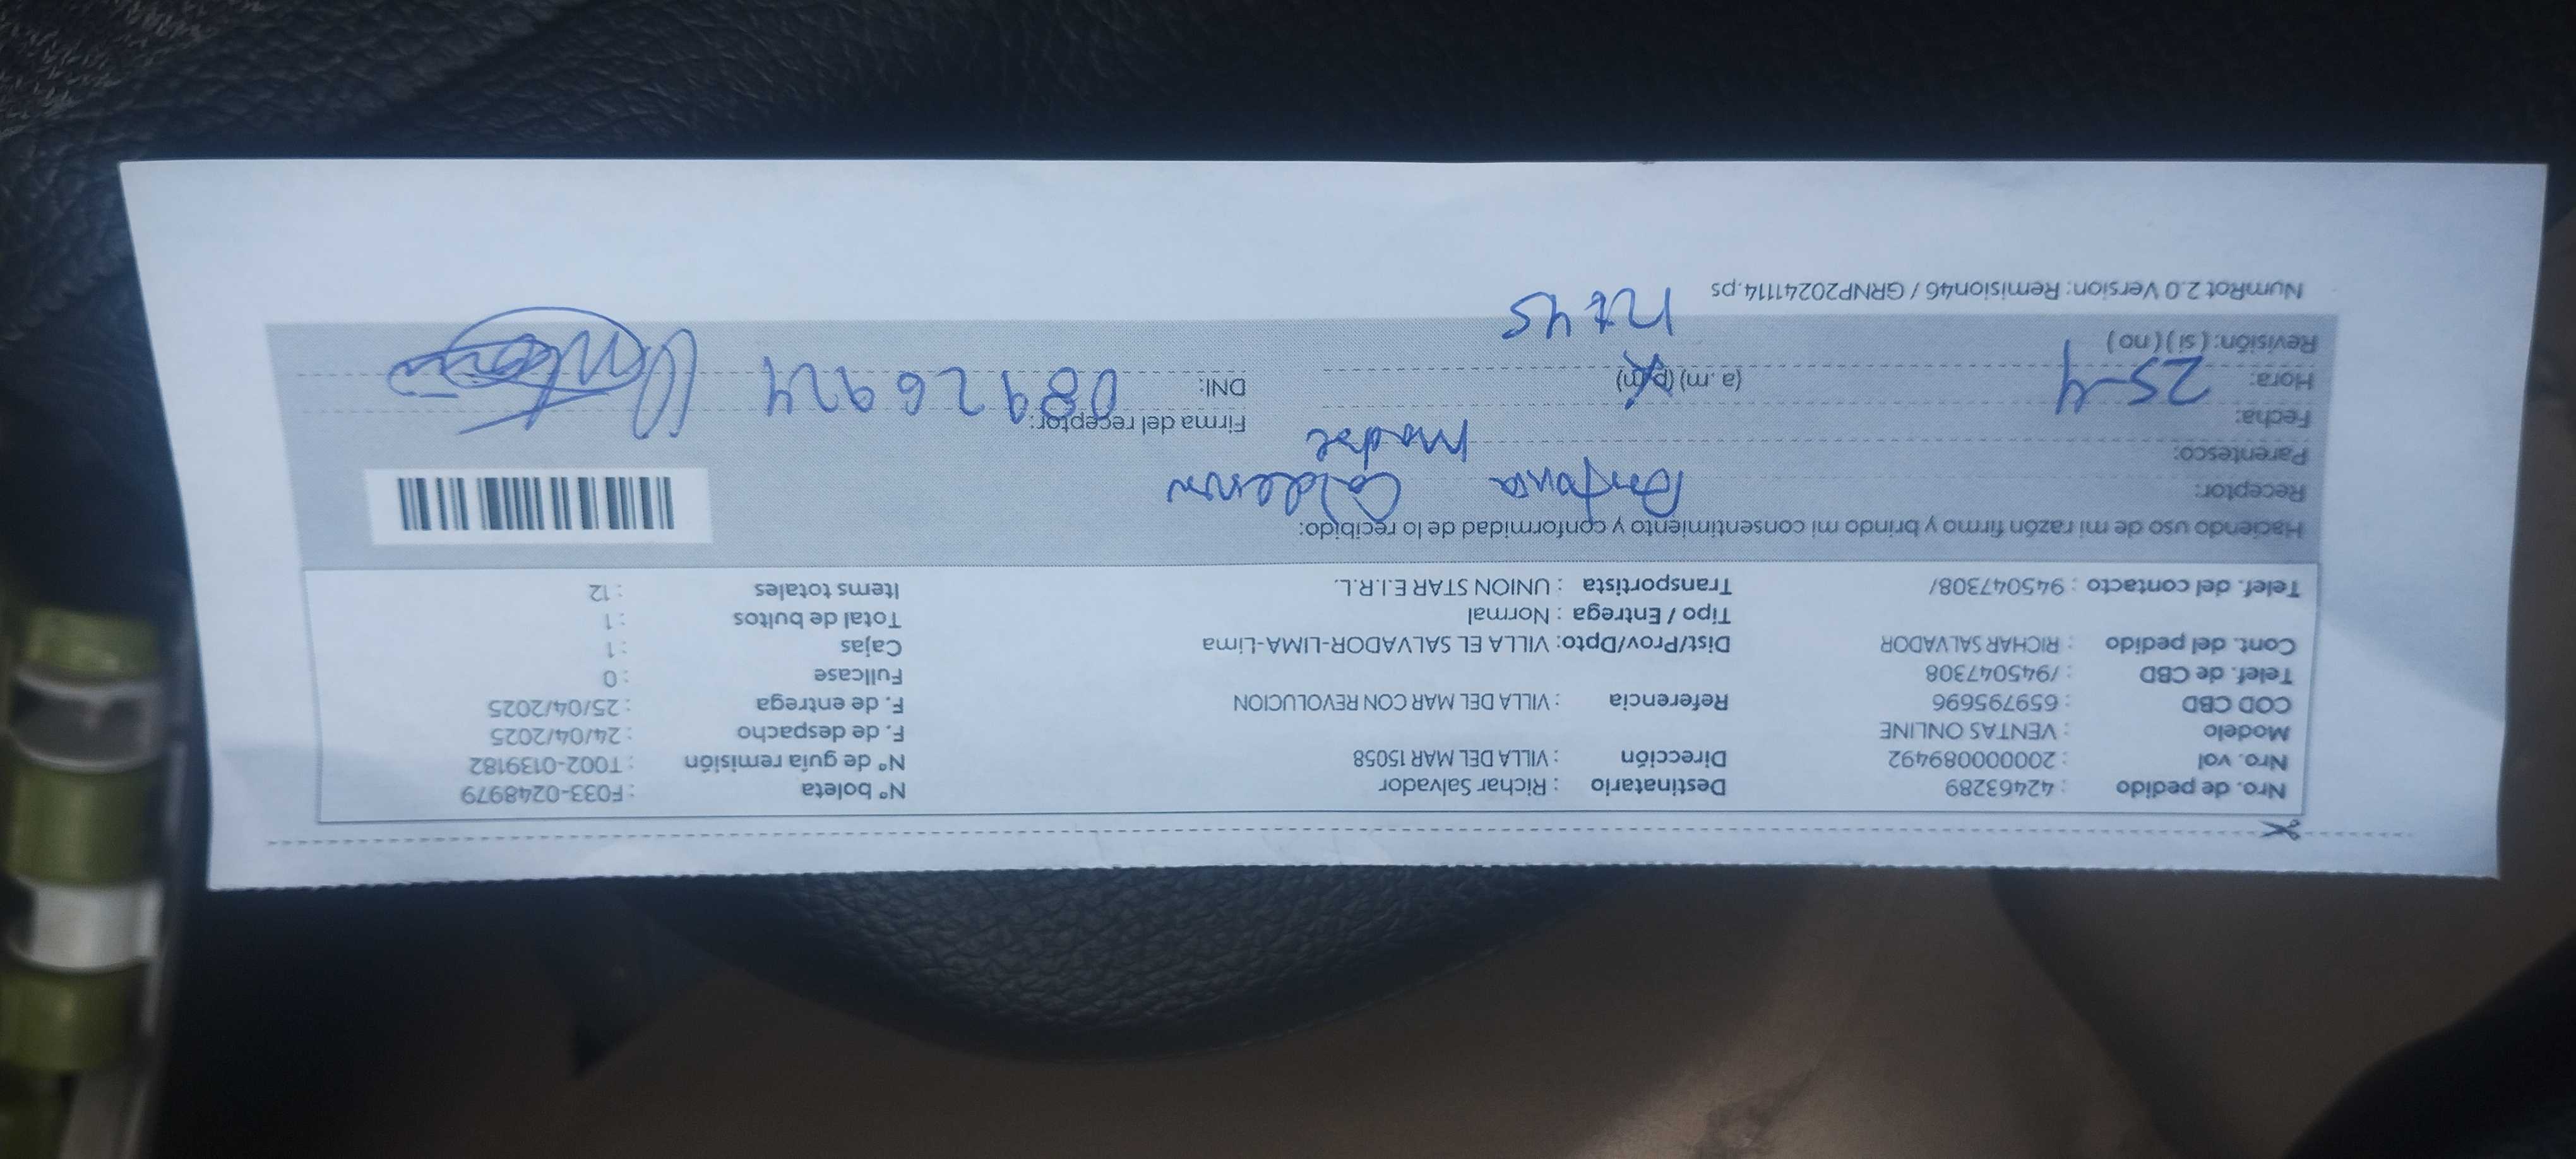 Nro. de pedido : 42463289 Destinatario : Richar Salvador N° boleta : F033-0248979
Nro. vol : 2000000089492 Dirección : VILLA DEL MAR 15058 N° de guía remisión : T002-0139182
Modelo : VENTAS ONLINE F. de despacho : 24/04/2025
COD CBD : 659795696 Referencia : VILLA DEL MAR CON REVOLUCION F. de entrega : 25/04/2025
Telef. de CBD : /945047308 Fullcase : 0
Cont. del pedido : RICHAR SALVADOR Dist/Prov/Dpto: VILLA EL SALVADOR-LIMA-Lima Cajas : 1
Tipo / Entrega : Normal Total de bultos : 1
Telef. del contacto : 945047308/ Transportista : UNION STAR E.I.R.L. Items totales : 12
Haciendo uso de mi razón firmo y brindo mi consentimiento y conformidad de lo recibido:
Receptor: Antonia Calderon
Parentesco: Madre
Fecha: 25-4 Firma del receptor:
Hora: (a .m) (p.m) DNI: 08926924
Revisión: ( si ) ( no )
NumRot 2.0 Version: Remision46 / GRNP20241114.ps